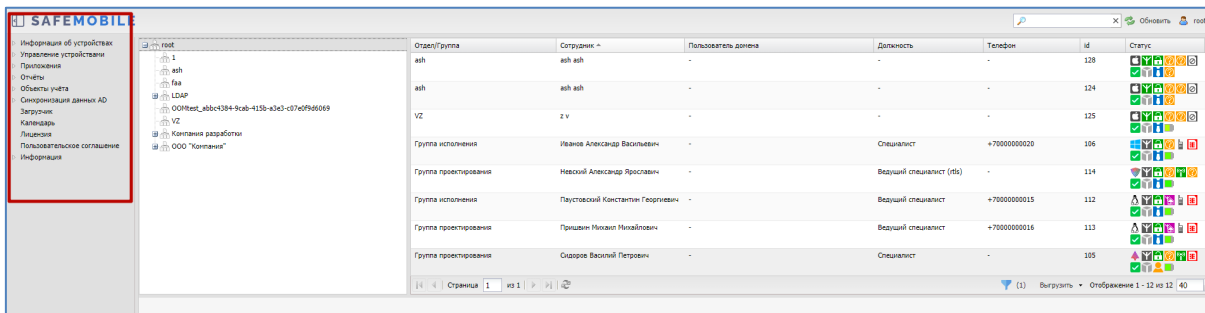 SAFEMOBILE
Обновить root
Информация об устройствах
Управление устройствами
Приложения
Отчёты
Объекты учёта
Синхронизация данных AD
Загрузчик
Календарь
Лицензия
Пользовательское соглашение
Информация
root
1
ash
faa
LDAP
OOMtest_abbc4384-9cab-415b-a3e3-c07e0f9d6069
VZ
Компания разработки
ООО "Компания"
Отдел/Группа Сотрудник Пользователь домена Должность Телефон id Статус
ash ash ash - - - 128
ash ash ash - - - 124
VZ z v - - - 125
Группа исполнения Иванов Александр Васильевич - Специалист +70000000020 106
Группа проектирования Невский Александр Ярославич - Ведущий специалист (rtls) - 114
Группа исполнения Паустовский Константин Георгиевич - Ведущий специалист +70000000015 112
Группа проектирования Пришвин Михаил Михайлович - Ведущий специалист +70000000016 113
Группа проектирования Сидоров Василий Петрович - Специалист - 105
Страница 1 из 1 (1) Выгрузить Отображение 1 - 12 из 12 40